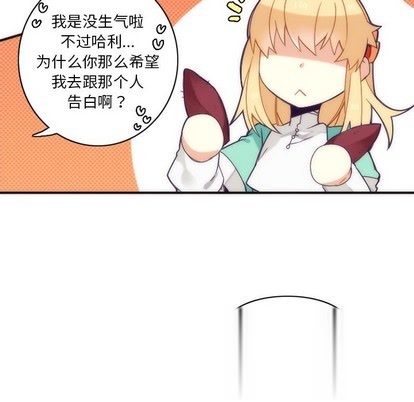 我是没生气啦
不过哈利...
为什么你那么希望
我去跟那个人
告白啊？